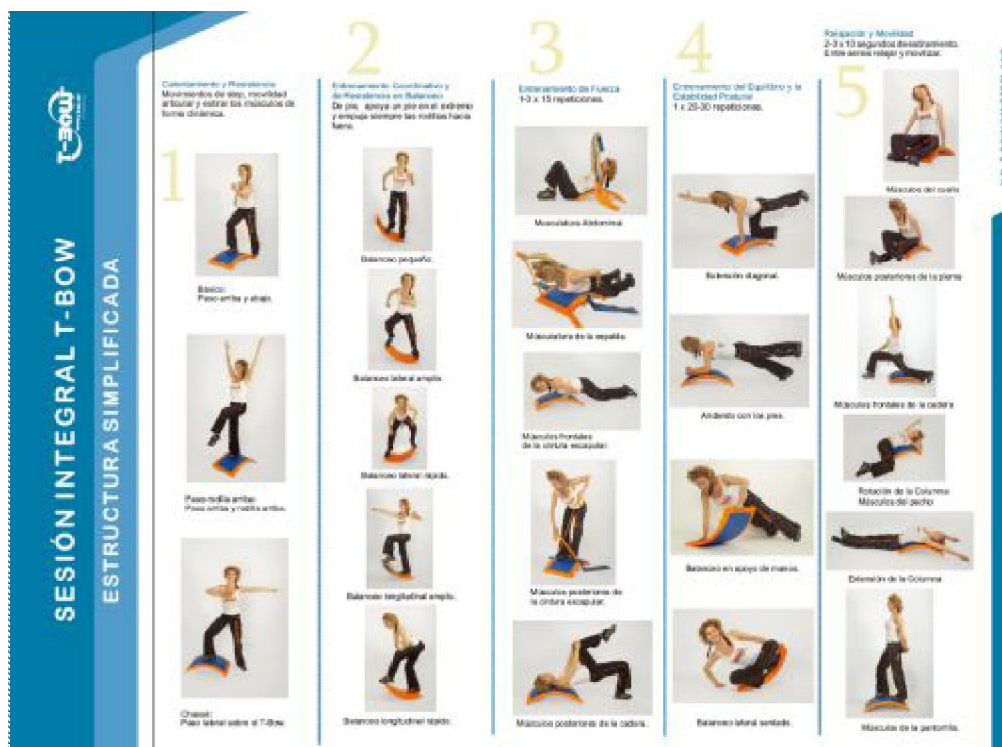 T-BOW
SESIÓN INTEGRAL T-BOW
ESTRUCTURA SIMPLIFICADA
1
Calentamiento y Resistencia
Movimientos de step, movilidad
articular y estirar los músculos de
forma dinámica.
Básico:
Paso arriba y abajo.
Paso rodilla arriba:
Paso arriba y rodilla arriba.
Chassé:
Paso lateral sobre el T-Bow.
2
Entrenamiento Coordinativo y
de Resistencia en Balanceo
De pie, apoya un pie en el extremo
y empuja siempre las rodillas hacia
fuera.
Balanceo pequeño.
Balanceo lateral amplio.
Balanceo lateral rápido.
Balanceo longitudinal amplio.
Balanceo longitudinal rápido.
3
Entrenamiento de Fuerza
1-3 x 15 repeticiones.
Musculatura Abdominal
Musculatura de la espalda.
Músculos frontales
de la cintura escapular.
Músculos posteriores de
la cintura escapular.
Músculos posteriores de la cadera.
4
Entrenamiento del Equilibrio y la
Estabilidad Postural
1 x 20-30 repeticiones.
Extensión diagonal.
Andando con los pies.
Balanceo en apoyo de manos.
Balanceo lateral sentado.
Relajación y Movilidad
2-3 x 10 segundos de estiramiento.
Entre series relajar y movilizar.
5
Músculos del cuello
Músculos posteriores de la pierna
Músculos frontales de la cadera
Rotación de la Columna
Músculos del pecho
Extensión de la Columna
Músculos de la pantorrilla.